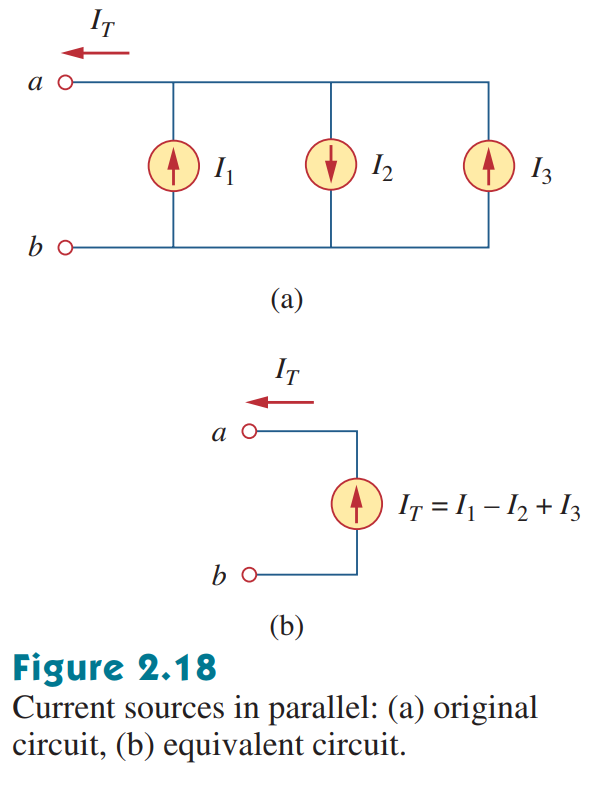 I_T
a
I_1
I_2
I_3
b
(a)
I_T
a
I_T = I_1 – I_2 + I_3
b
(b)
Figure 2.18
Current sources in parallel: (a) original
circuit, (b) equivalent circuit.